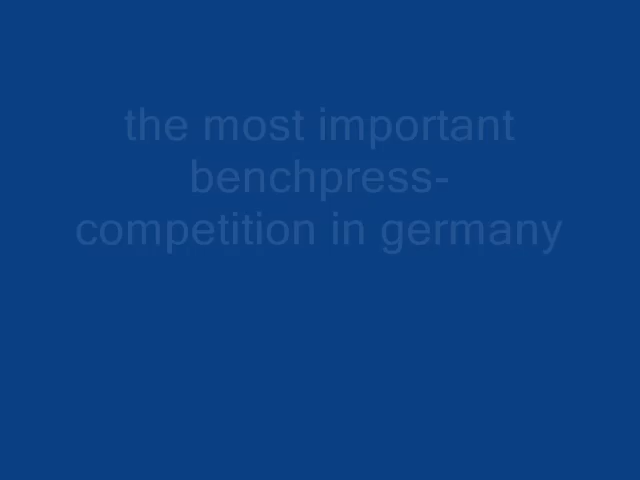 the most important
benchpress-
competition in germany